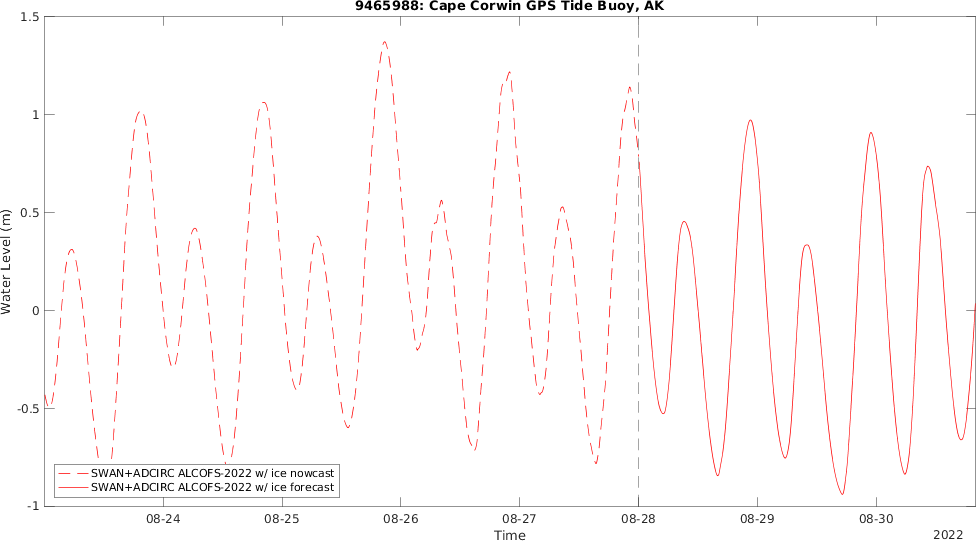 9465988: Cape Corwin GPS Tide Buoy, AK
1.5
1
0.5
0
-0.5
-1
Water Level (m)
SWAN+ADCIRC ALCOFS-2022 w/ ice nowcast
SWAN+ADCIRC ALCOFS-2022 w/ ice forecast
08-24 08-25 08-26 08-27 08-28 08-29 08-30
Time
2022